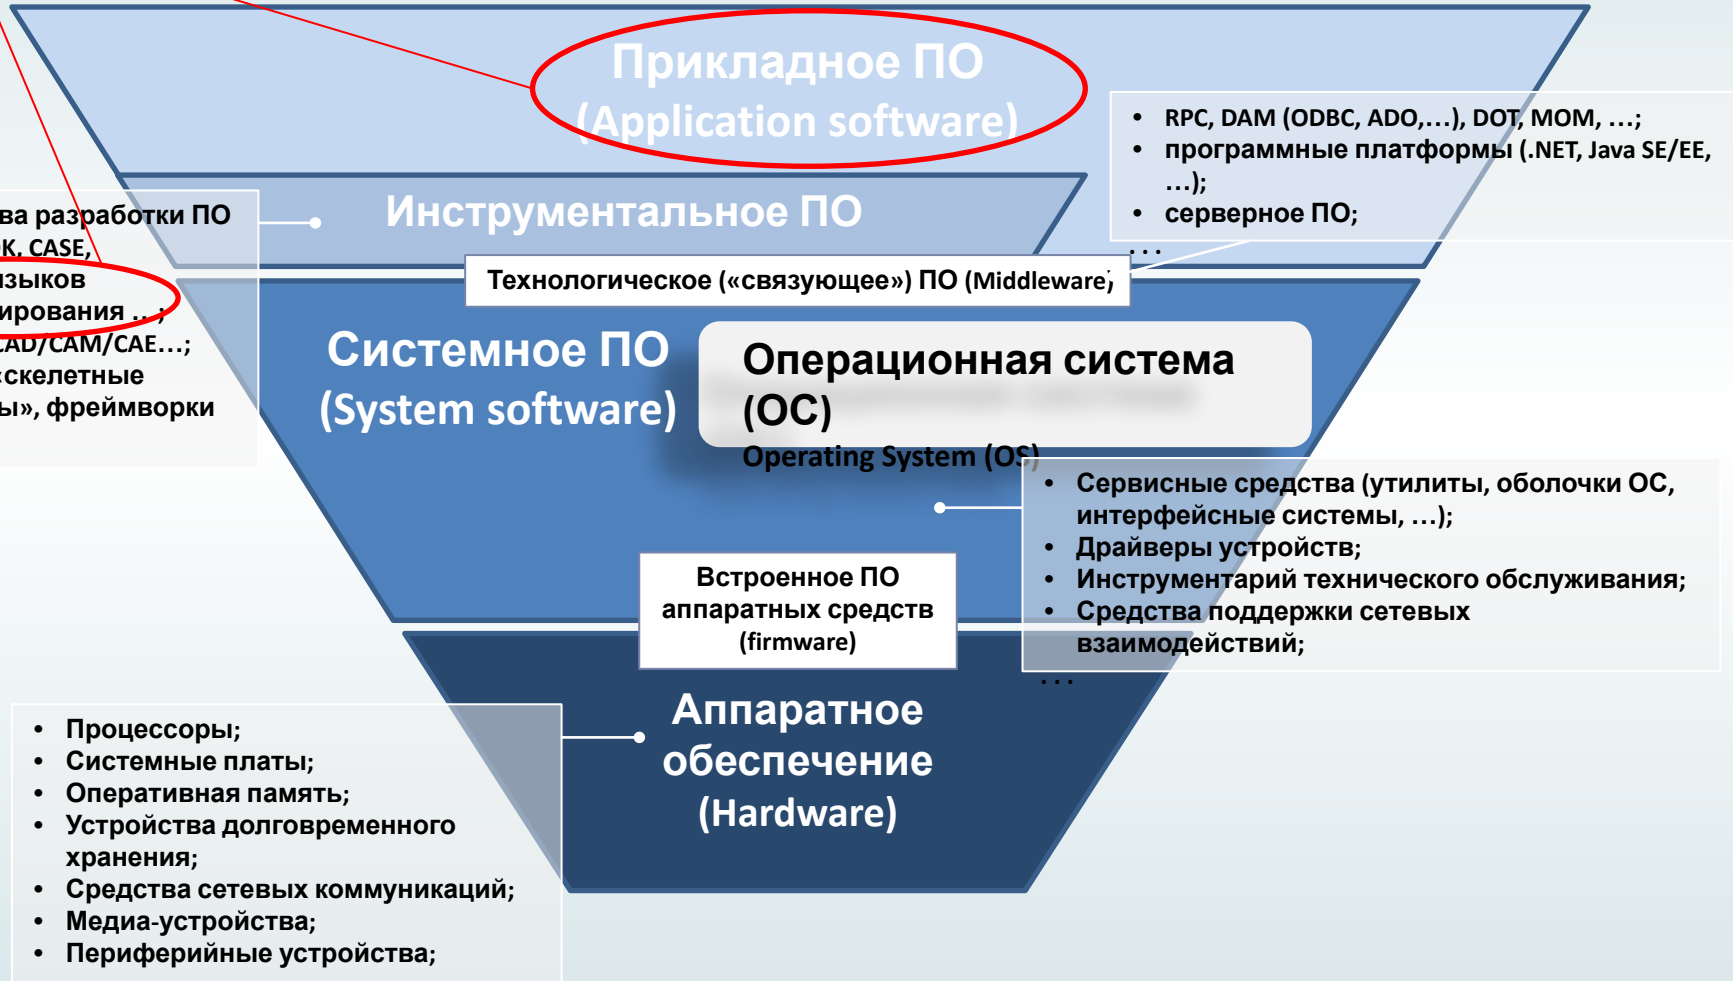 Прикладное ПО
(Application software)
• RPC, DAM (ODBC, ADO,…), DOT, MOM, …;
• программные платформы (.NET, Java SE/EE,
…);
• серверное ПО;
…
Инструментальное ПО
разработки ПО
CASE,
…;
CAD/CAM/CAE…;
«скелетные
фреймворки
Технологическое («связующее») ПО (Middleware)
Системное ПО
(System software)
Операционная система
(ОС)
Operating System (OS)
• Сервисные средства (утилиты, оболочки ОС,
интерфейсные системы, …);
• Драйверы устройств;
• Инструментарий технического обслуживания;
• Средства поддержки сетевых
взаимодействий;
…
Встроенное ПО
аппаратных средств
(firmware)
Аппаратное
обеспечение
(Hardware)
• Процессоры;
• Системные платы;
• Оперативная память;
• Устройства долговременного
хранения;
• Средства сетевых коммуникаций;
• Медиа-устройства;
• Периферийные устройства;